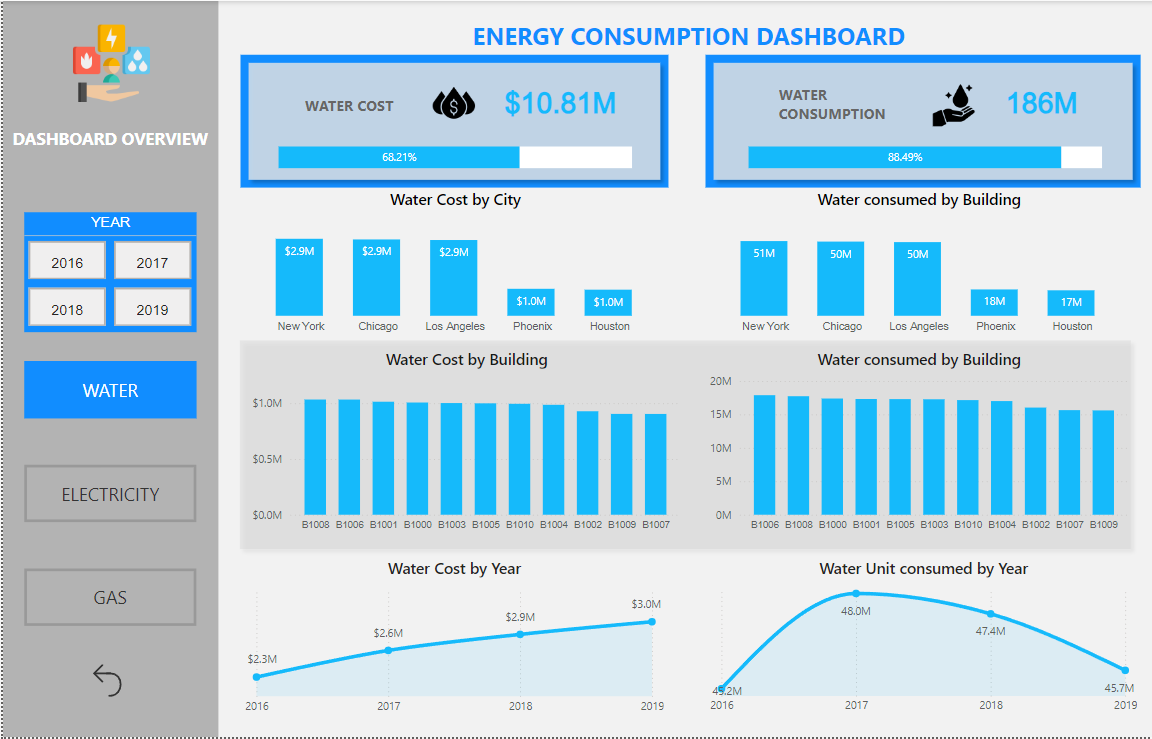 ENERGY CONSUMPTION DASHBOARD
DASHBOARD OVERVIEW
YEAR
2016 2017
2018 2019
WATER
ELECTRICITY
GAS
WATER COST $10.81M
68.21%
WATER
CONSUMPTION
186M
88.49%
Water Cost by City
$2.9M $2.9M $2.9M $1.0M $1.0M
New York Chicago Los Angeles Phoenix Houston
Water consumed by Building
51M 50M 50M 18M 17M
New York Chicago Los Angeles Phoenix Houston
Water Cost by Building
$1.0M
$0.5M
$0.0M
B1008 B1006 B1001 B1000 B1003 B1005 B1010 B1004 B1002 B1009 B1007
Water consumed by Building
20M
15M
10M
5M
0M
B1006 B1008 B1000 B1001 B1005 B1003 B1010 B1004 B1002 B1007 B1009
Water Cost by Year
$2.3M $2.6M $2.9M $3.0M
2016 2017 2018 2019
Water Unit consumed by Year
45.2M 48.0M 47.4M 45.7M
2016 2017 2018 2019